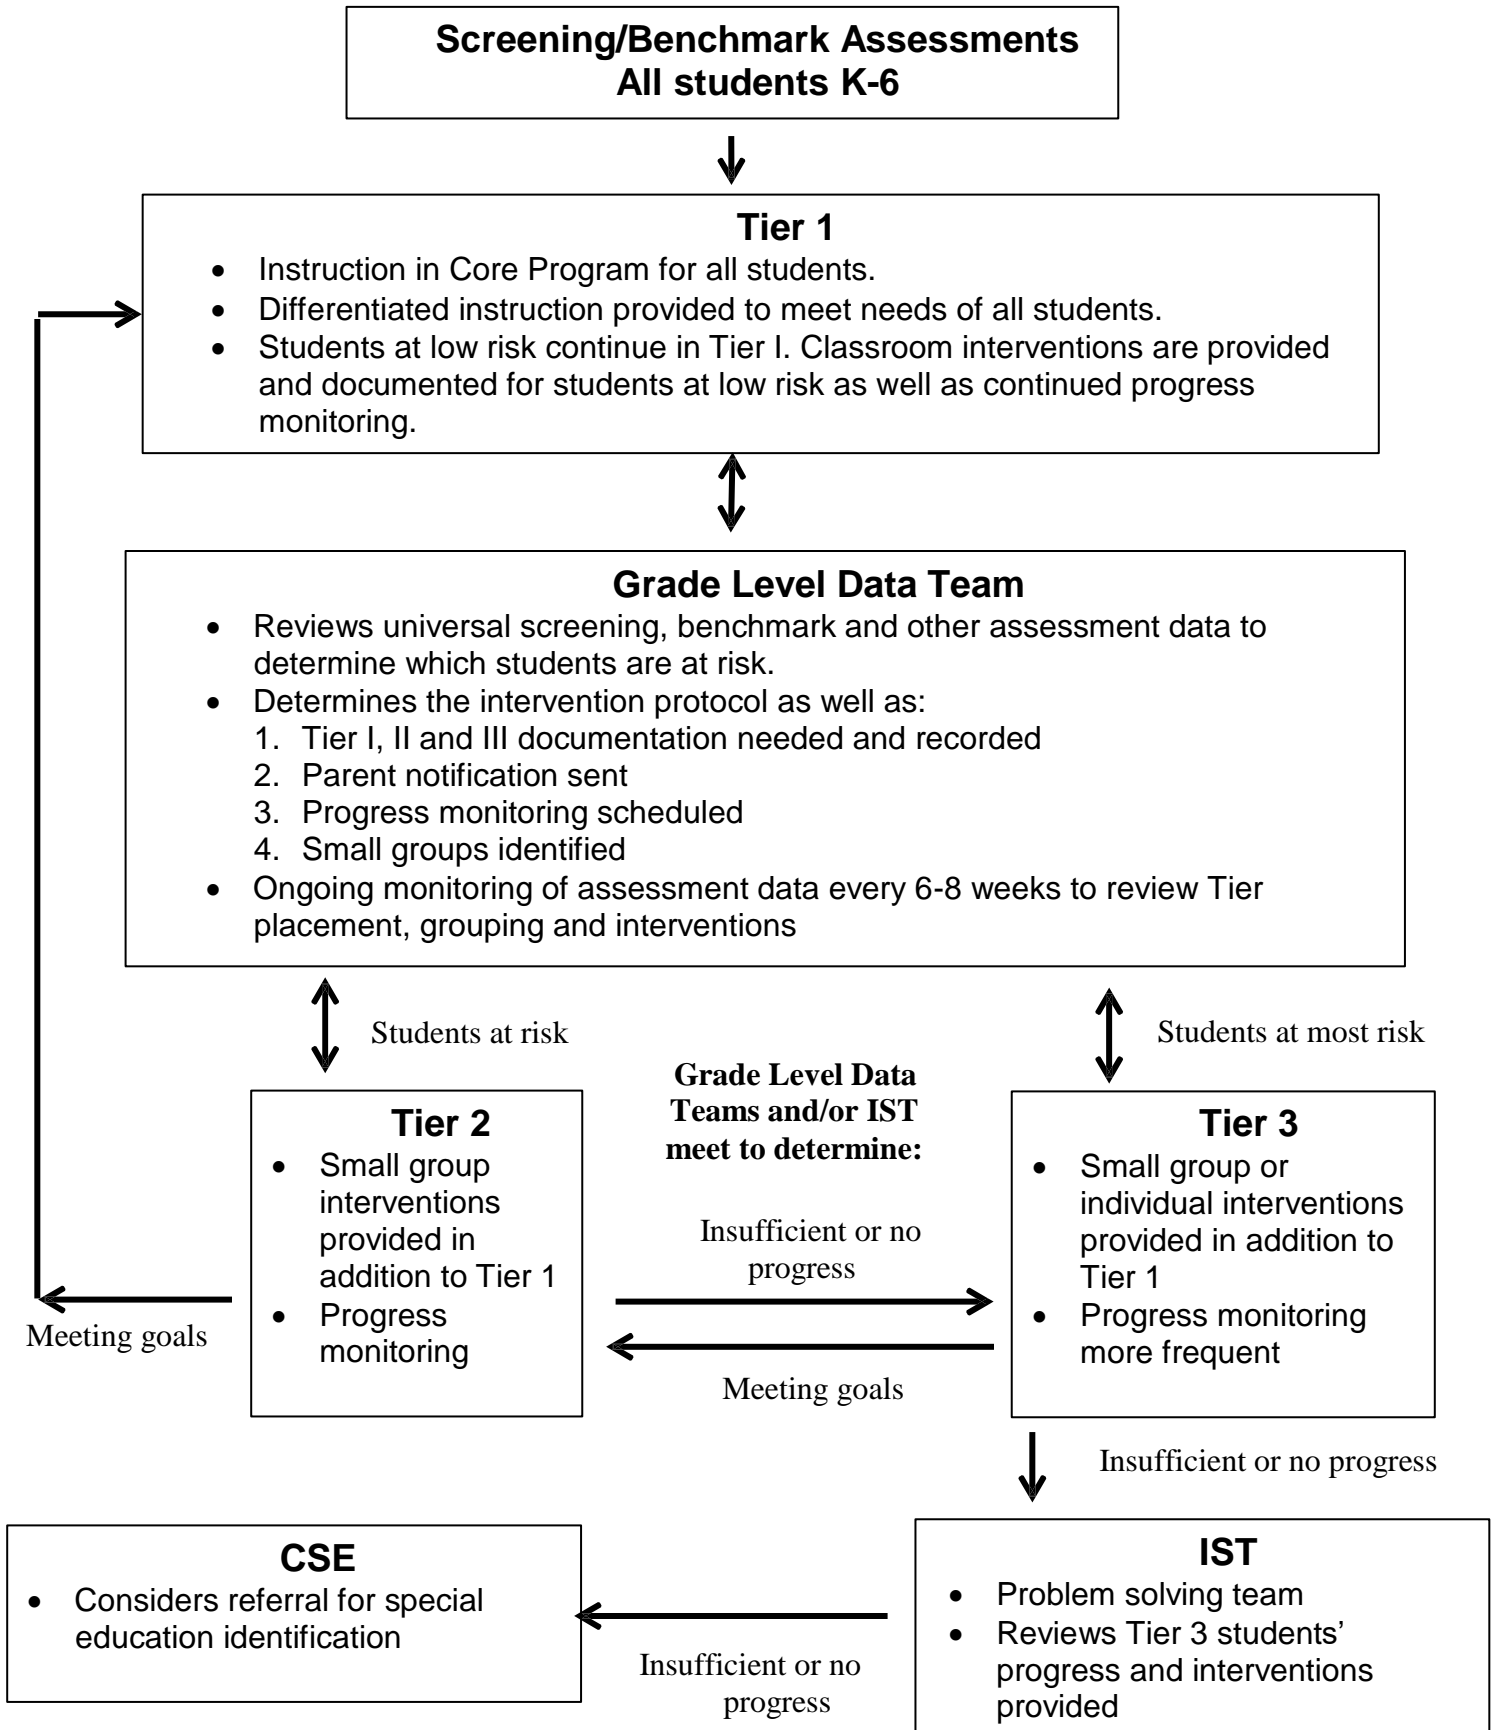 Screening/Benchmark Assessments
All students K-6
Tier 1
• Instruction in Core Program for all students.
• Differentiated instruction provided to meet needs of all students.
• Students at low risk continue in Tier I. Classroom interventions are provided
and documented for students at low risk as well as continued progress
monitoring.
Grade Level Data Team
• Reviews universal screening, benchmark and other assessment data to
determine which students are at risk.
• Determines the intervention protocol as well as:
1. Tier I, II and III documentation needed and recorded
2. Parent notification sent
3. Progress monitoring scheduled
4. Small groups identified
• Ongoing monitoring of assessment data every 6-8 weeks to review Tier
placement, grouping and interventions
Students at risk
Students at most risk
Grade Level Data
Teams and/or IST
meet to determine:
Tier 2
• Small group
interventions
provided in
addition to Tier 1
• Progress
monitoring
Insufficient or no
progress
Meeting goals
Meeting goals
Tier 3
• Small group or
individual interventions
provided in addition to
Tier 1
• Progress monitoring
more frequent
Insufficient or no progress
CSE
• Considers referral for special
education identification
Insufficient or no
progress
IST
• Problem solving team
• Reviews Tier 3 students’
progress and interventions
provided